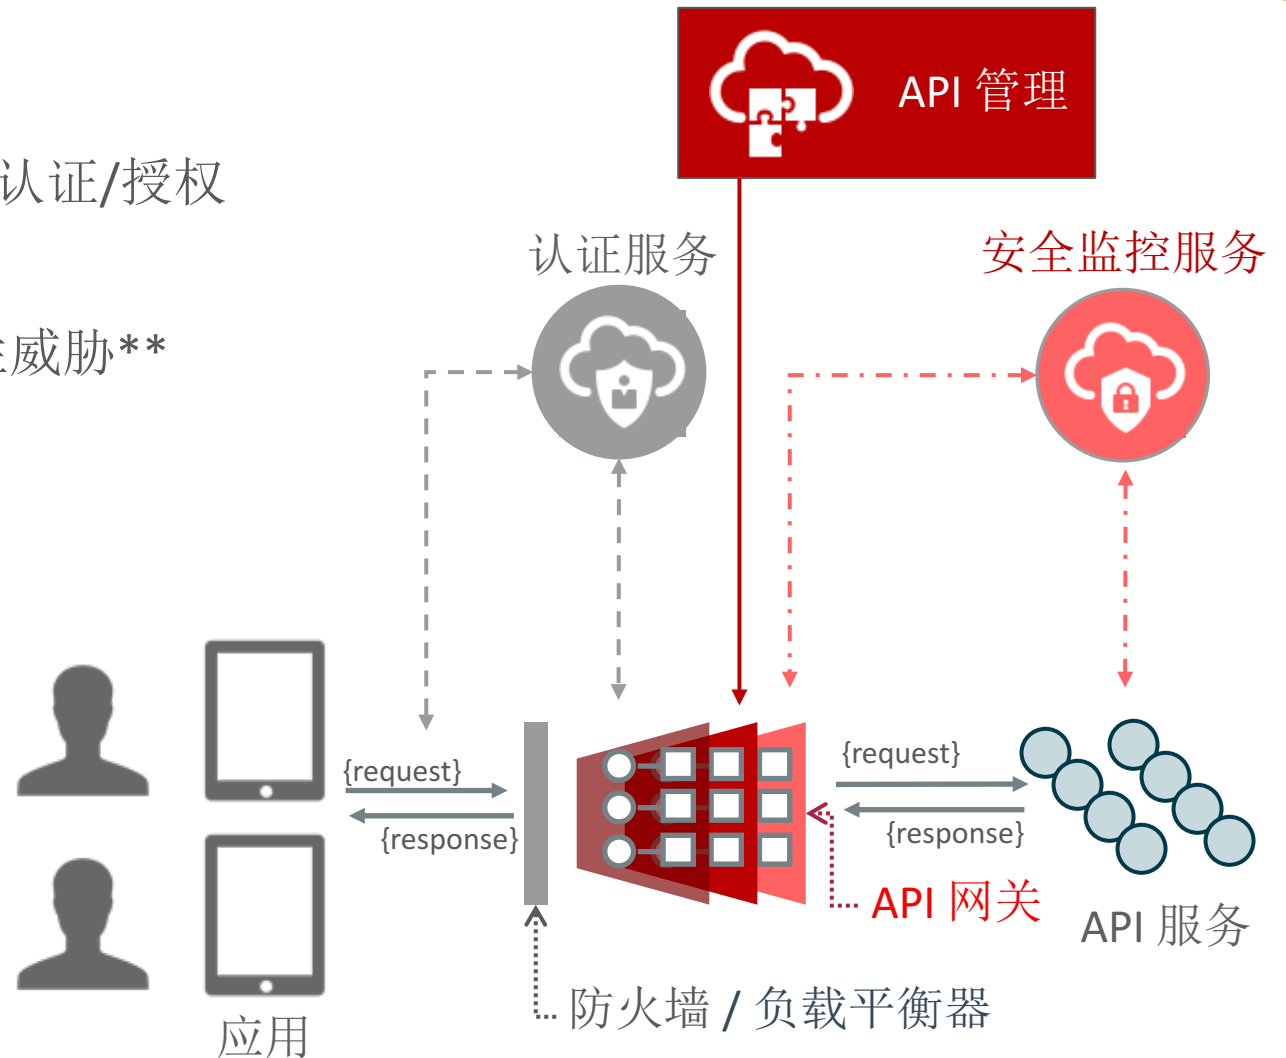 API 管理
认证/授权
认证服务
安全监控服务
威胁**
{request}
{response}
{request}
{response}
API 网关
API 服务
防火墙 / 负载平衡器
应用